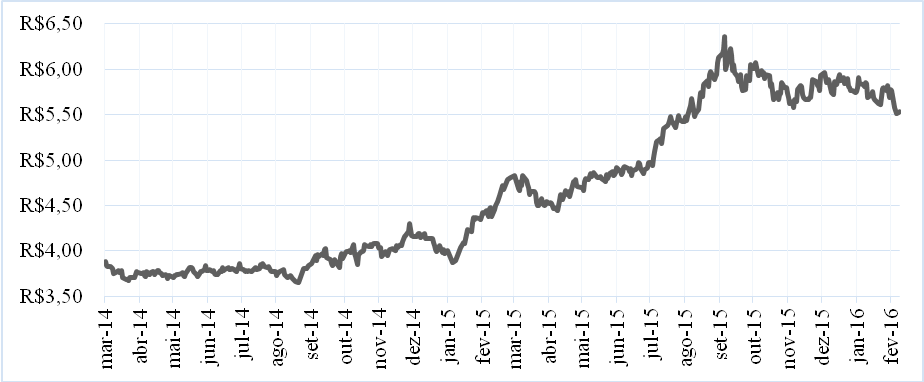 R$6,50
R$6,00
R$5,50
R$5,00
R$4,50
R$4,00
R$3,50
mar-14
abr-14
mai-14
jun-14
jul-14
ago-14
set-14
out-14
nov-14
dez-14
jan-15
fev-15
mar-15
abr-15
mai-15
jun-15
jul-15
ago-15
set-15
out-15
nov-15
dez-15
jan-16
fev-16